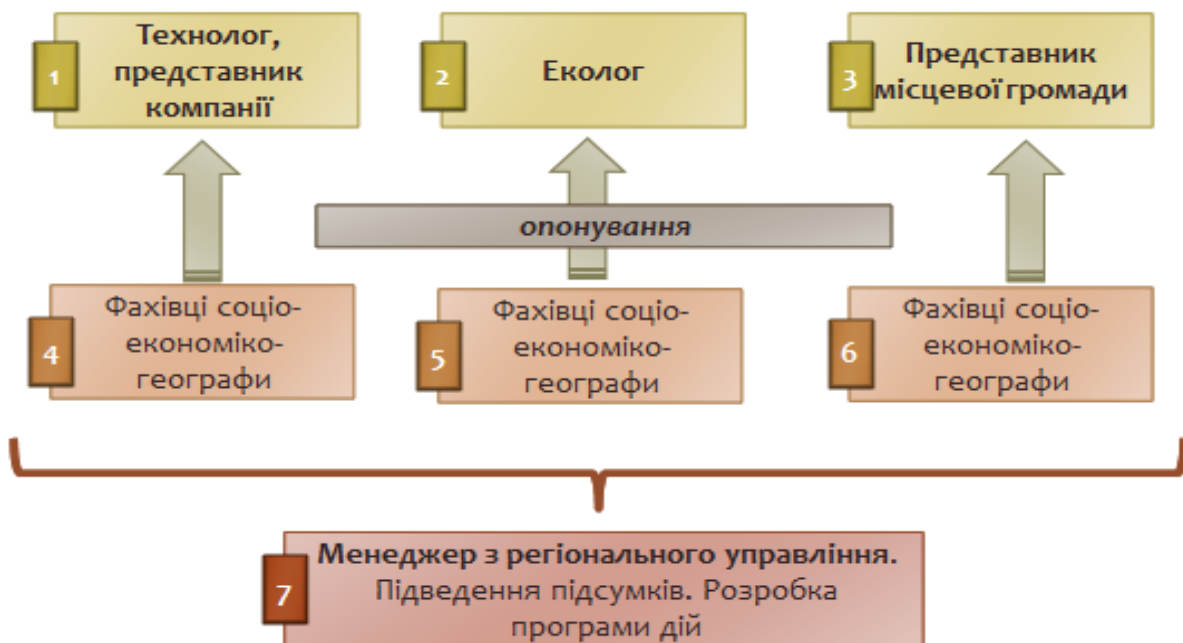 1
Технолог,
представник
компанії
2
Еколог
3
Представник
місцевої громади
опонування
4
Фахівці соціо-
економіко-
географи
5
Фахівці соціо-
економіко-
географи
6
Фахівці соціо-
економіко-
географи
7
Менеджер з регіонального управління.
Підведення підсумків. Розробка
програми дій